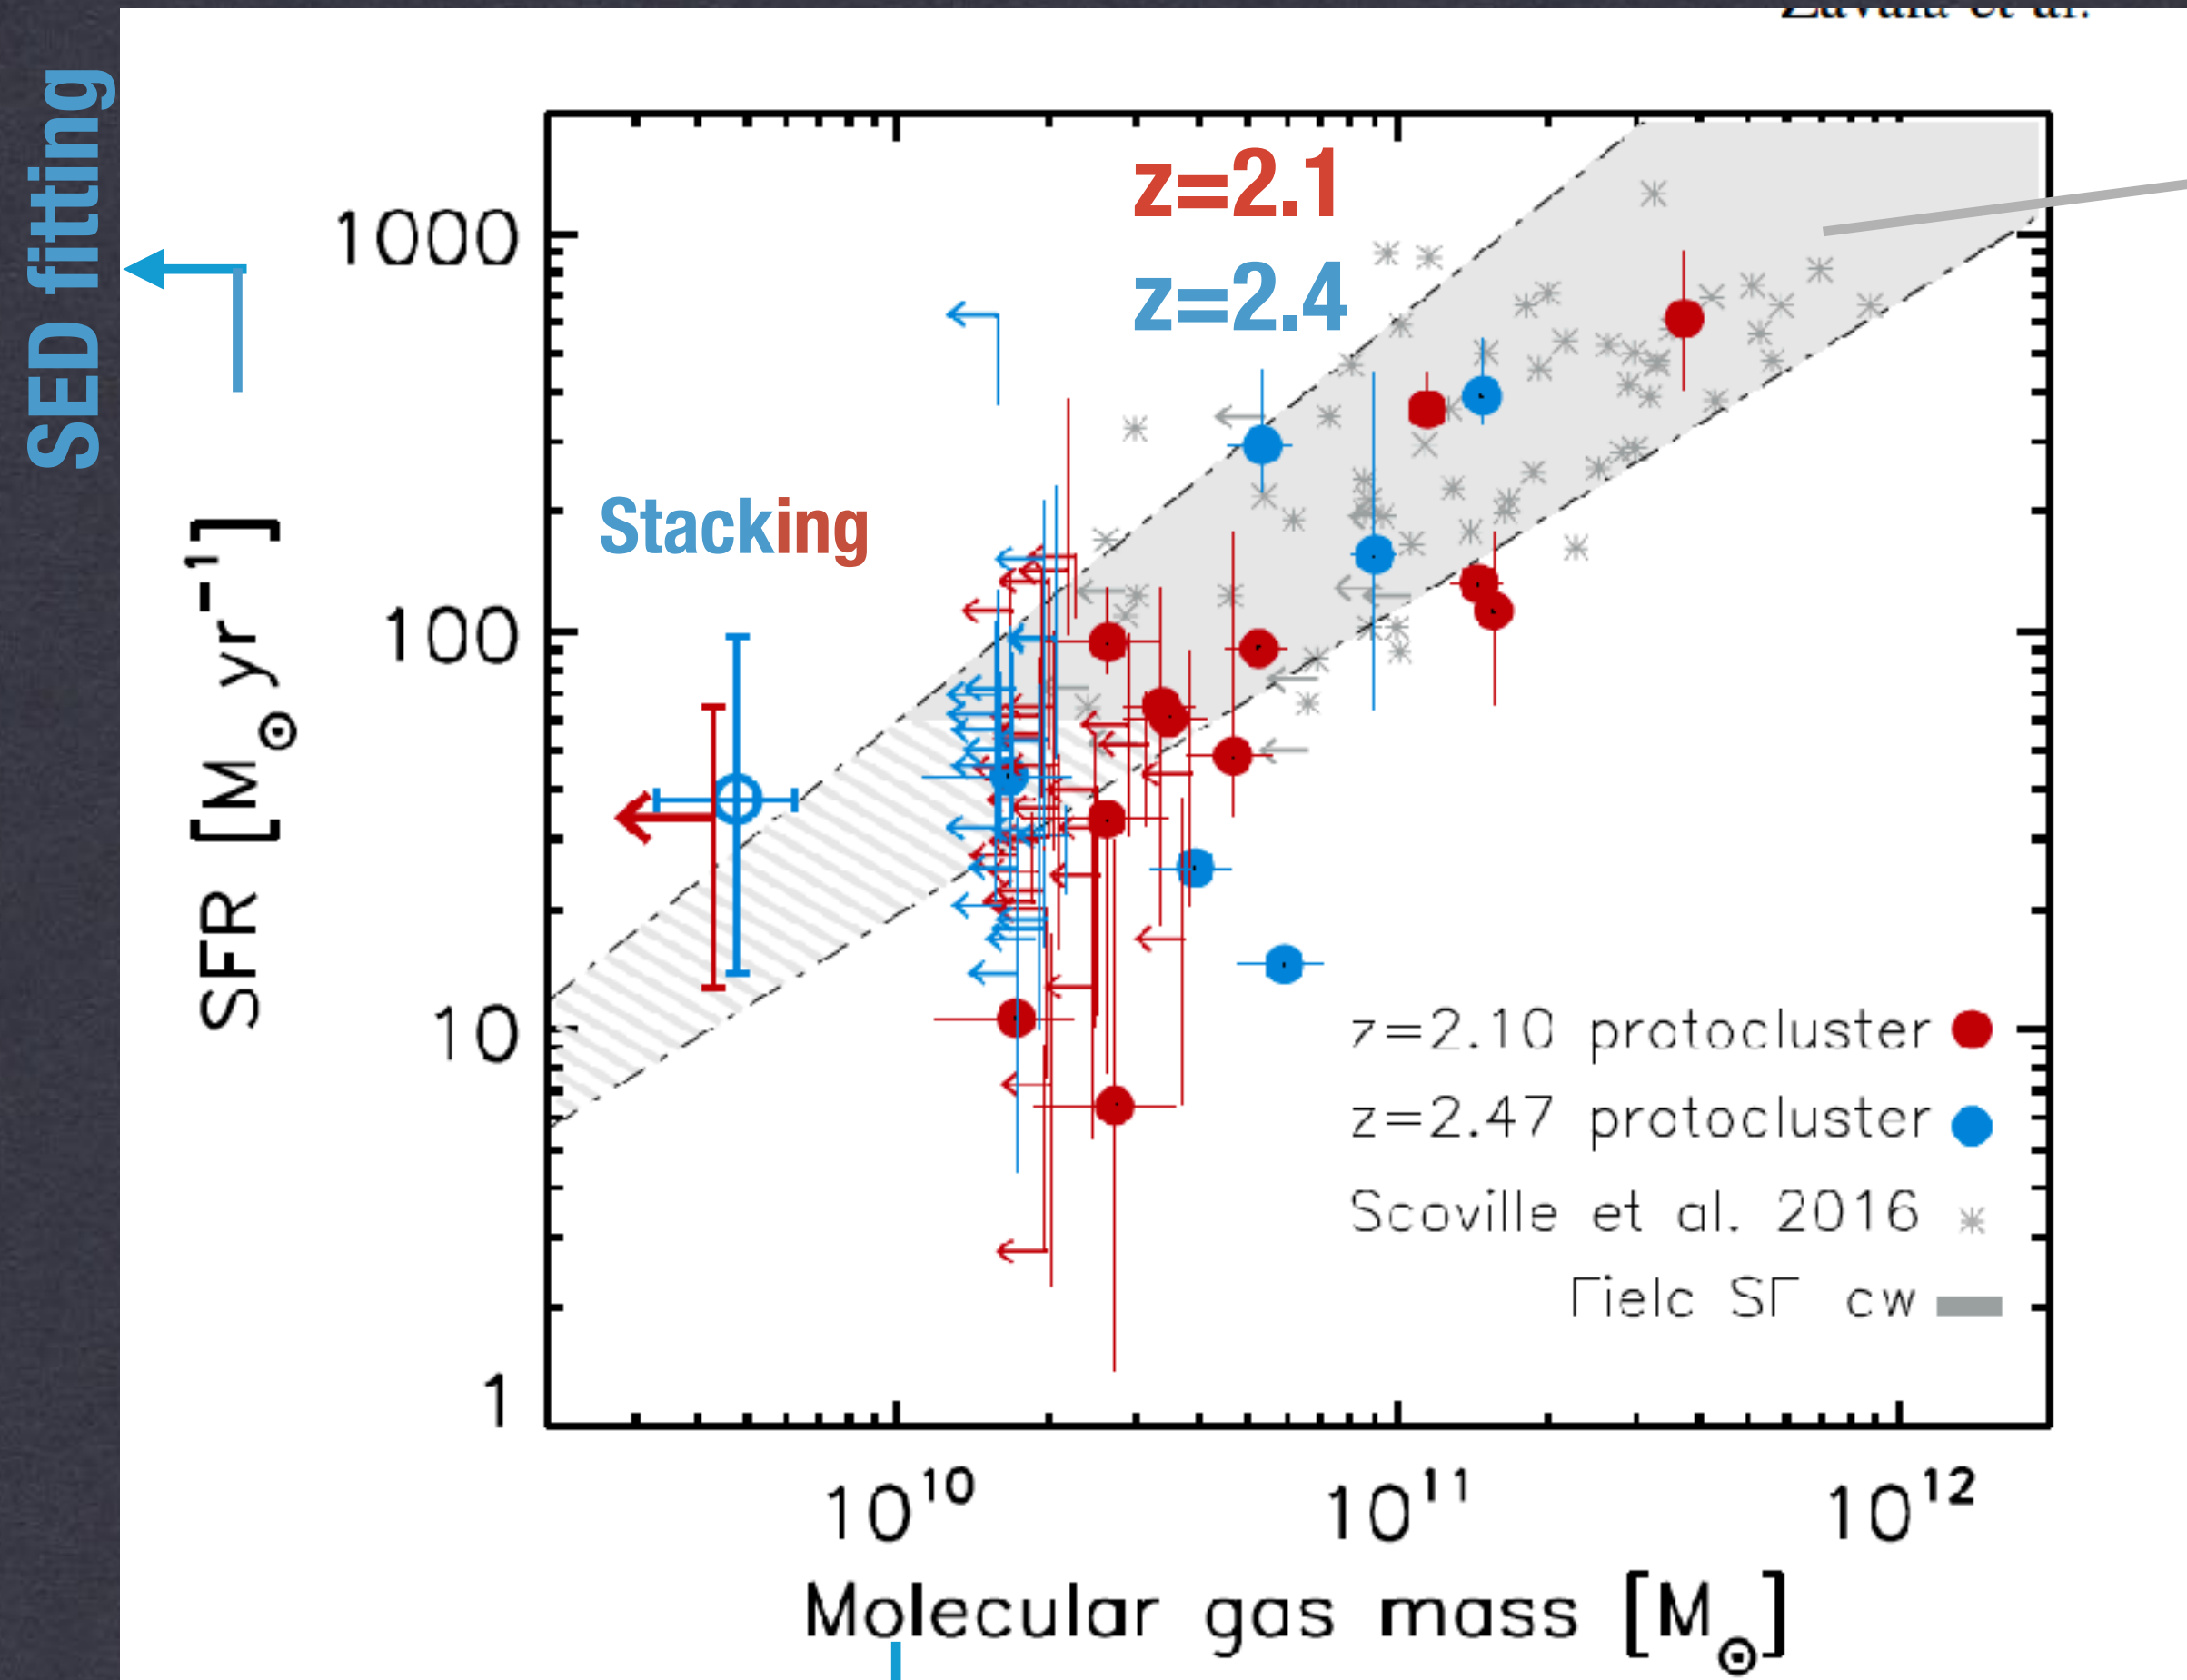 SED fitting
z=2.1
z=2.4
Stacking
1000
100
10
1
SFR [M⊙ yr⁻¹]
z=2.10 protocluster
z=2.47 protocluster
Scoville et al. 2016
10¹⁰
10¹¹
10¹²
Molecular gas mass [M⊙]